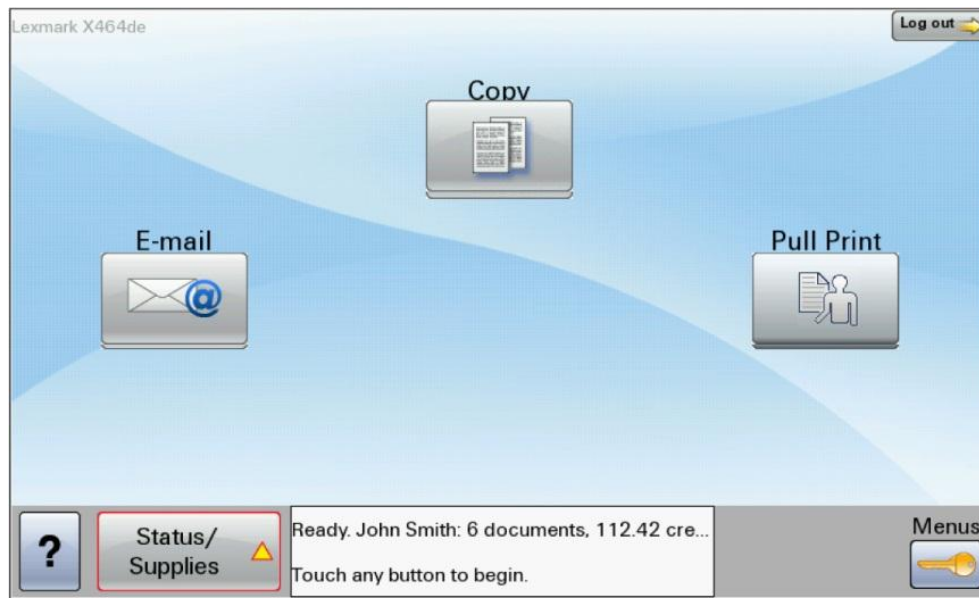 Lexmark X464de
Log out
Copy
E-mail
Pull Print
@
?
Status/
Supplies
Ready. John Smith: 6 documents, 112.42 cre...
Touch any button to begin.
Menus